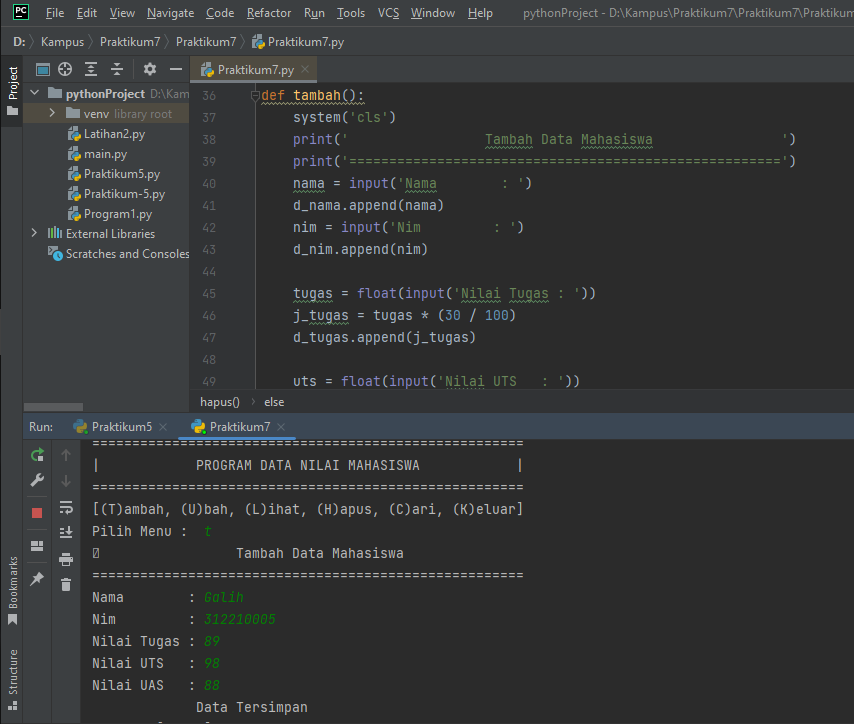 PC File Edit View Navigate Code Refactor Run Tools VCS Window Help pythonProject - D:\Kampus\Praktikum7\Praktikum7\Praktikum
D: Kampus Praktikum7 Praktikum7 Praktikum7.py
Project
Praktikum7.py
pythonProject D:\Kam
venv library root
Latihan2.py
main.py
Praktikum5.py
Praktikum-5.py
Program1.py
External Libraries
Scratches and Consoles
36 def tambah():
37 system('cls')
38 print('                 Tambah Data Mahasiswa                ')
39 print('======================================================')
40 nama = input('Nama        : ')
41 d_nama.append(nama)
42 nim = input('Nim         : ')
43 d_nim.append(nim)
44
45 tugas = float(input('Nilai Tugas : '))
46 j_tugas = tugas * (30 / 100)
47 d_tugas.append(j_tugas)
48
49 uts = float(input('Nilai UTS   : '))
hapus() else
Run: Praktikum5 Praktikum7
======================================================
|            PROGRAM DATA NILAI MAHASISWA            |
======================================================
[(T)ambah, (U)bah, (L)ihat, (H)apus, (C)ari, (K)eluar]
Pilih Menu : t
Tambah Data Mahasiswa
======================================================
Nama        : Galih
Nim         : 312210005
Nilai Tugas : 89
Nilai UTS   : 98
Nilai UAS   : 88
Data Tersimpan
Bookmarks
Structure